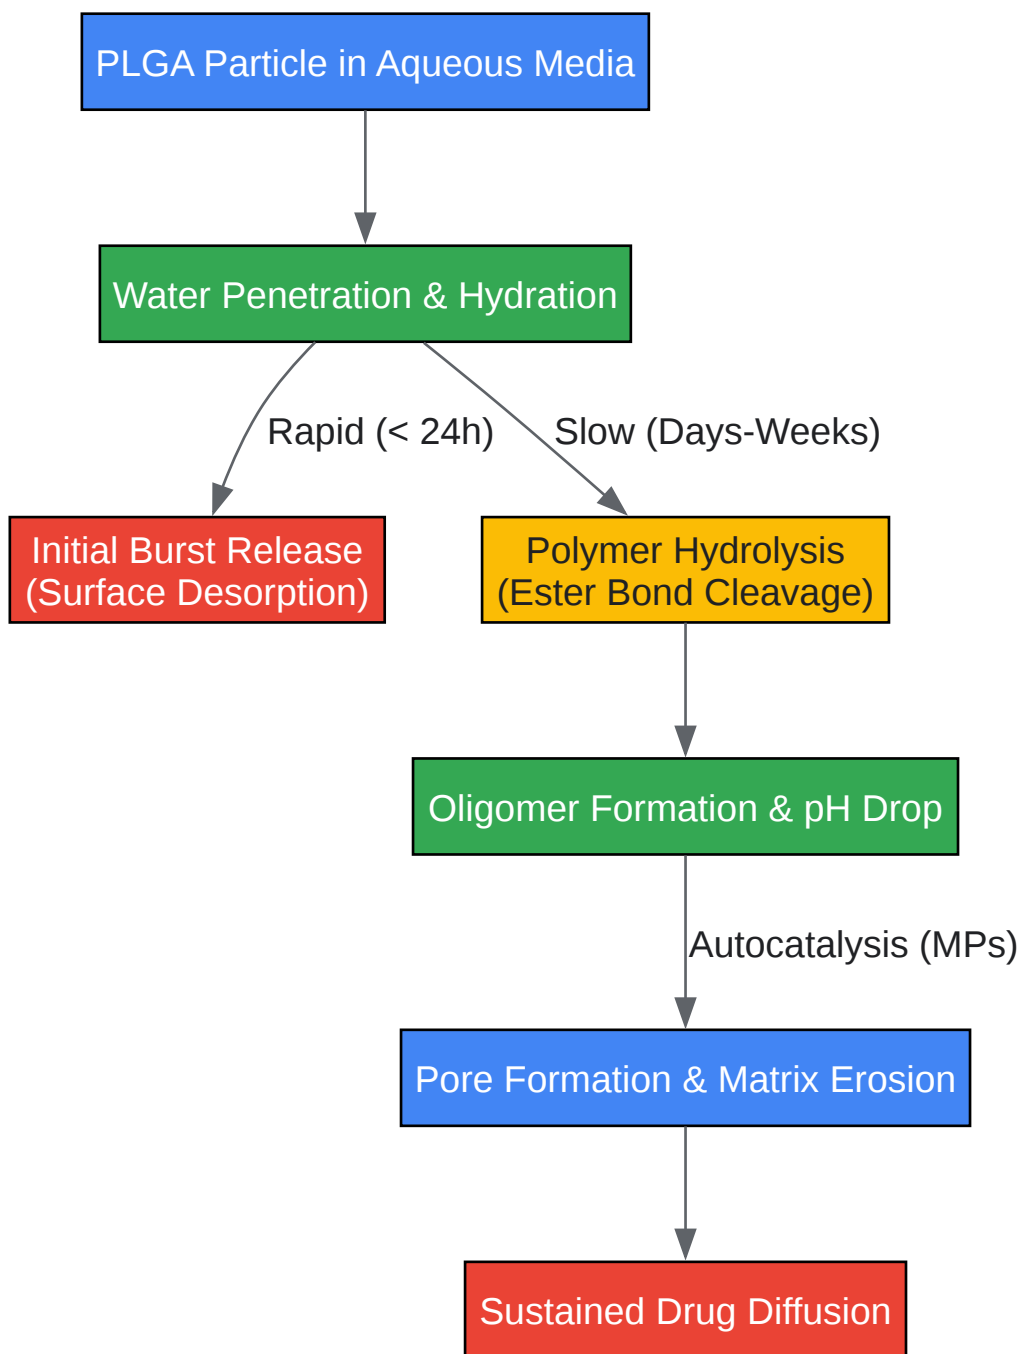 PLGA Particle in Aqueous Media
Water Penetration & Hydration
Rapid (< 24h)
Slow (Days-Weeks)
Initial Burst Release
(Surface Desorption)
Polymer Hydrolysis
(Ester Bond Cleavage)
Oligomer Formation & pH Drop
Autocatalysis (MPs)
Pore Formation & Matrix Erosion
Sustained Drug Diffusion